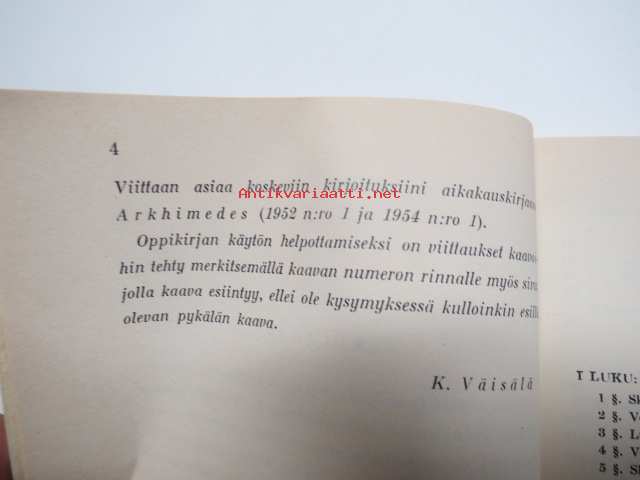 4
Viittaan asiaa koskeviin kirjoituksiini aikakauskirjaan
Arkhimedes (1952 n:ro 1 ja 1954 n:ro 1).
Oppikirjan käytön helpottamiseksi on viittaukset kaavoi-
hin tehty merkitsemällä kaavan numeron rinnalle myös sivu
jolla kaava esiintyy, ellei ole kysymyksessä kulloinkin esillä
olevan pykälän kaava.
K. Väisälä
Antikvariaatti.net
I LUKU:
1 §. Sk
2 §. V
3 §. L
4 §. V
5 §. S